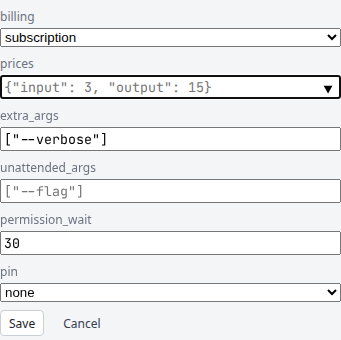 billing
subscription
prices
{"input": 3, "output": 15}
extra_args
["--verbose"]
unattended_args
["--flag"]
permission_wait
30
pin
none
Save Cancel